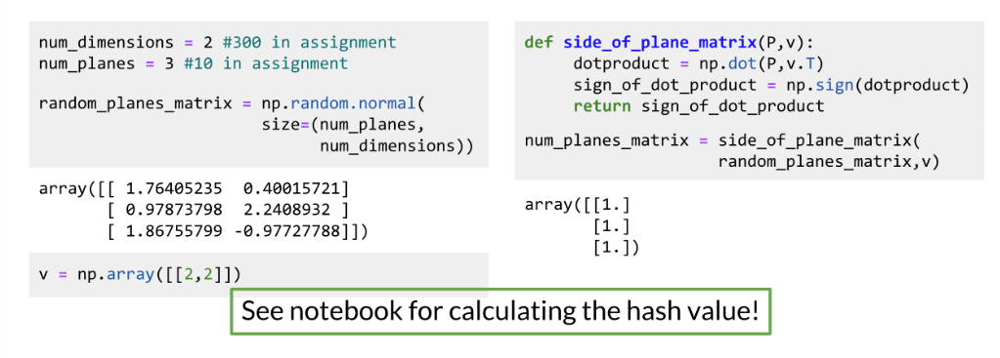 num_dimensions = 2 #300 in assignment
num_planes = 3 #10 in assignment
random_planes_matrix = np.random.normal(
size=(num_planes,
num_dimensions))
array([[ 1.76405235  0.40015721]
[ 0.97873798  2.2408932 ]
[ 1.86755799 -0.97727788]])
v = np.array([[2,2]])
def side_of_plane_matrix(P,v):
dotproduct = np.dot(P,v.T)
sign_of_dot_product = np.sign(dotproduct)
return sign_of_dot_product
num_planes_matrix = side_of_plane_matrix(
random_planes_matrix,v)
array([[1.]
[1.]
[1.])
See notebook for calculating the hash value!